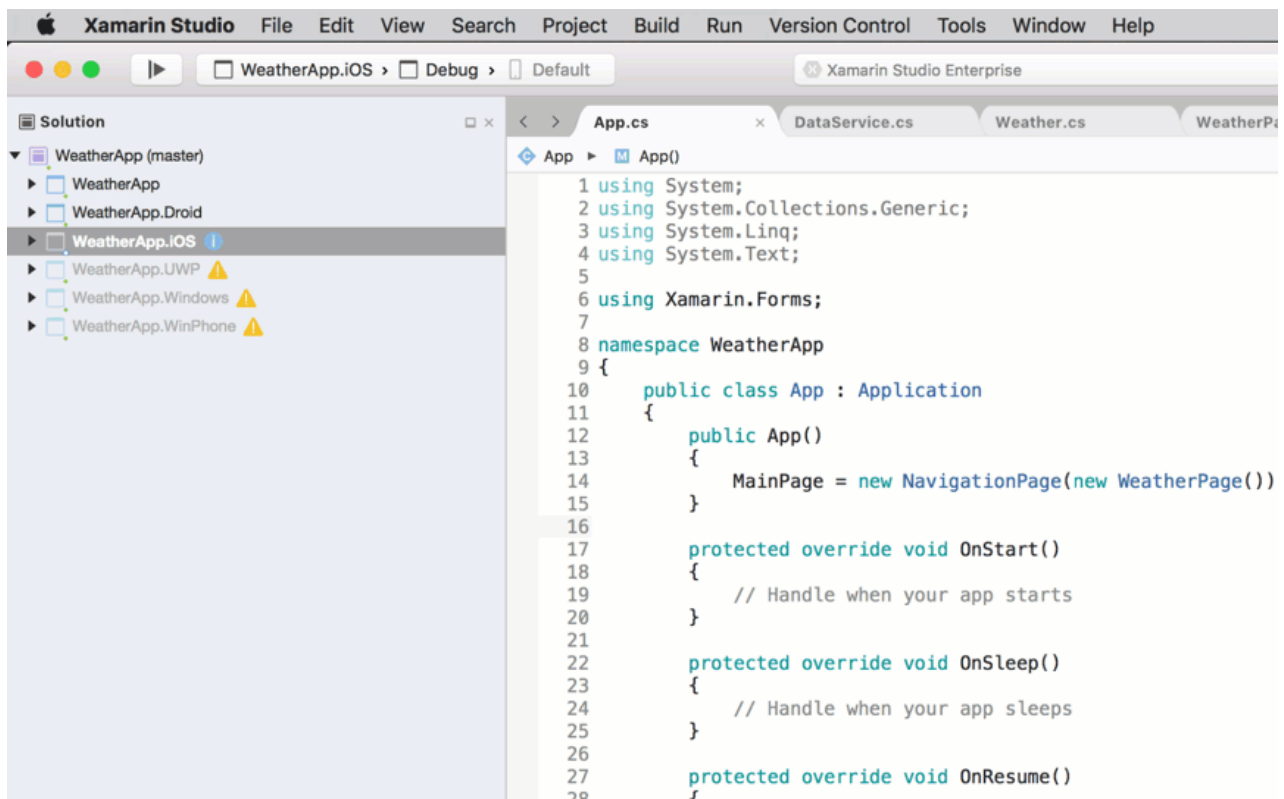 Xamarin Studio File Edit View Search Project Build Run Version Control Tools Window Help
WeatherApp.iOS > Debug > Default
Xamarin Studio Enterprise
Solution
WeatherApp (master)
WeatherApp
WeatherApp.Droid
WeatherApp.iOS
WeatherApp.UWP
WeatherApp.Windows
WeatherApp.WinPhone
App.cs × DataService.cs Weather.cs WeatherPa
C App ▸ M App()
1 using System;
2 using System.Collections.Generic;
3 using System.Linq;
4 using System.Text;
5
6 using Xamarin.Forms;
7
8 namespace WeatherApp
9 {
10 public class App : Application
11 {
12 public App()
13 {
14 MainPage = new NavigationPage(new WeatherPage())
15 }
16
17 protected override void OnStart()
18 {
19 // Handle when your app starts
20 }
21
22 protected override void OnSleep()
23 {
24 // Handle when your app sleeps
25 }
26
27 protected override void OnResume()
28 {